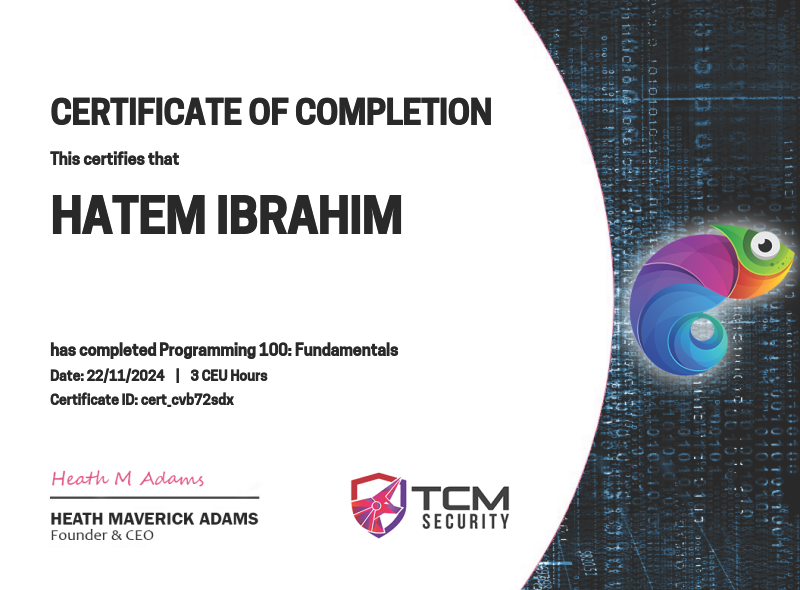 CERTIFICATE OF COMPLETION
This certifies that
HATEM IBRAHIM
has completed Programming 100: Fundamentals
Date: 22/11/2024 | 3 CEU Hours
Certificate ID: cert_cvb72sdx
Heath M Adams
HEATH MAVERICK ADAMS
Founder & CEO
TCM
SECURITY